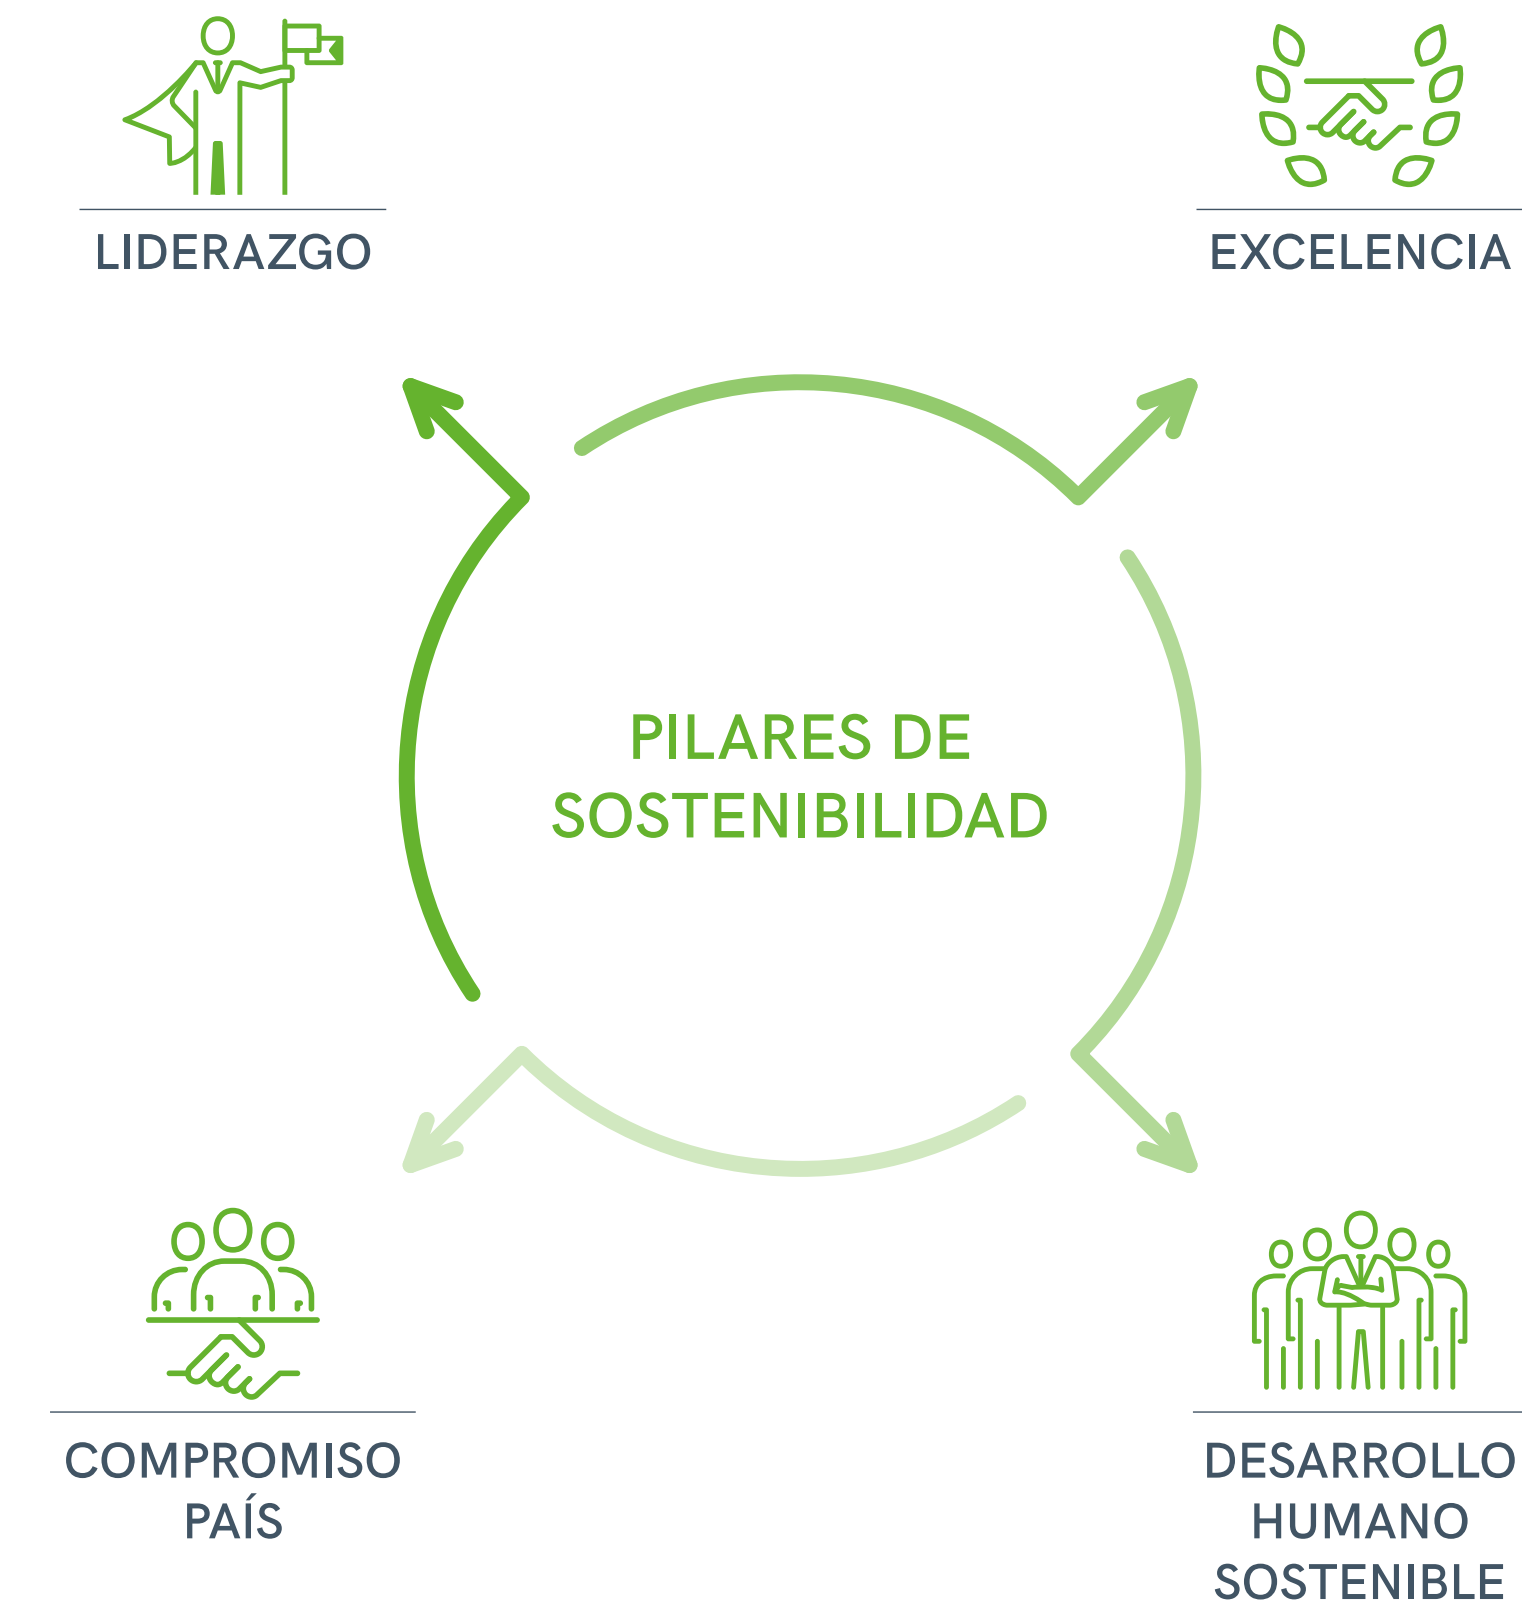 LIDERAZGO
EXCELENCIA
PILARES DE
SOSTENIBILIDAD
COMPROMISO
PAÍS
DESARROLLO
HUMANO
SOSTENIBLE